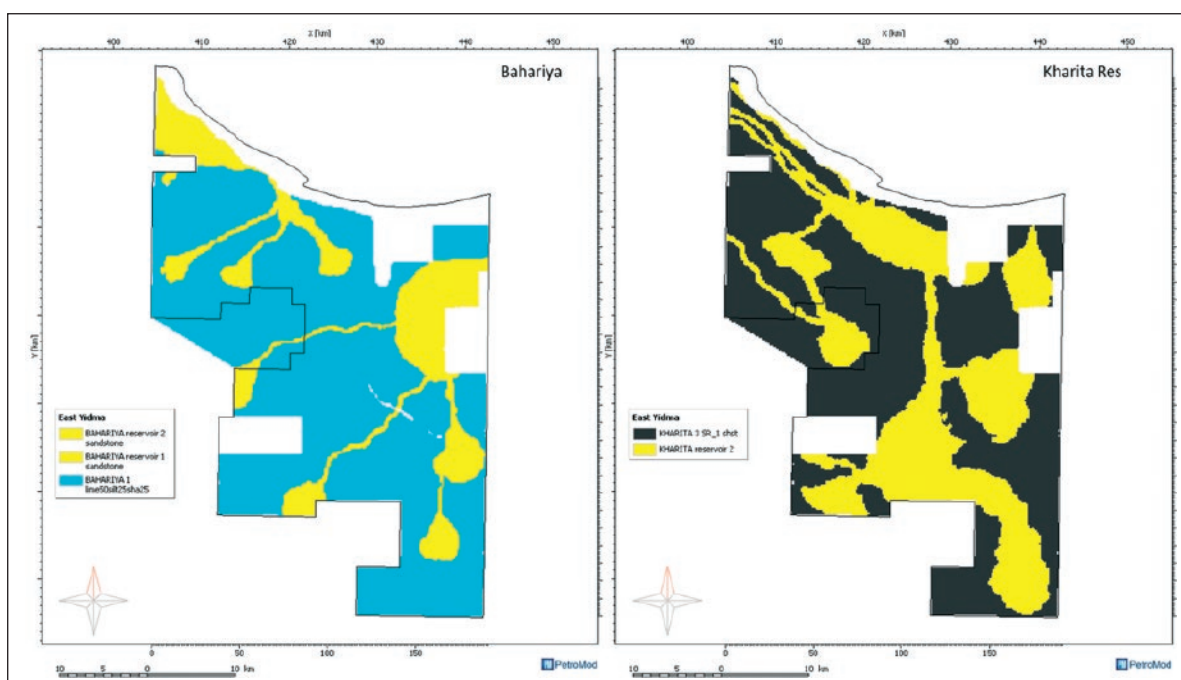 X [km]
400 410 420 430 440 450
Bahariya
Y [km]
East Yidma
BAHARIYA reservoir 2
sandstone
BAHARIYA reservoir 1
sandstone
BAHARIYA 1
lime50silt25sha25
0 50 100 150
10 5 0 10 km
PetroMod
X [km]
400 410 420 430 440 450
Kharita Res
Y [km]
East Yidma
KHARITA 3 SR_1 chst
KHARITA reservoir 2
0 50 100 150
10 5 0 10 km
PetroMod